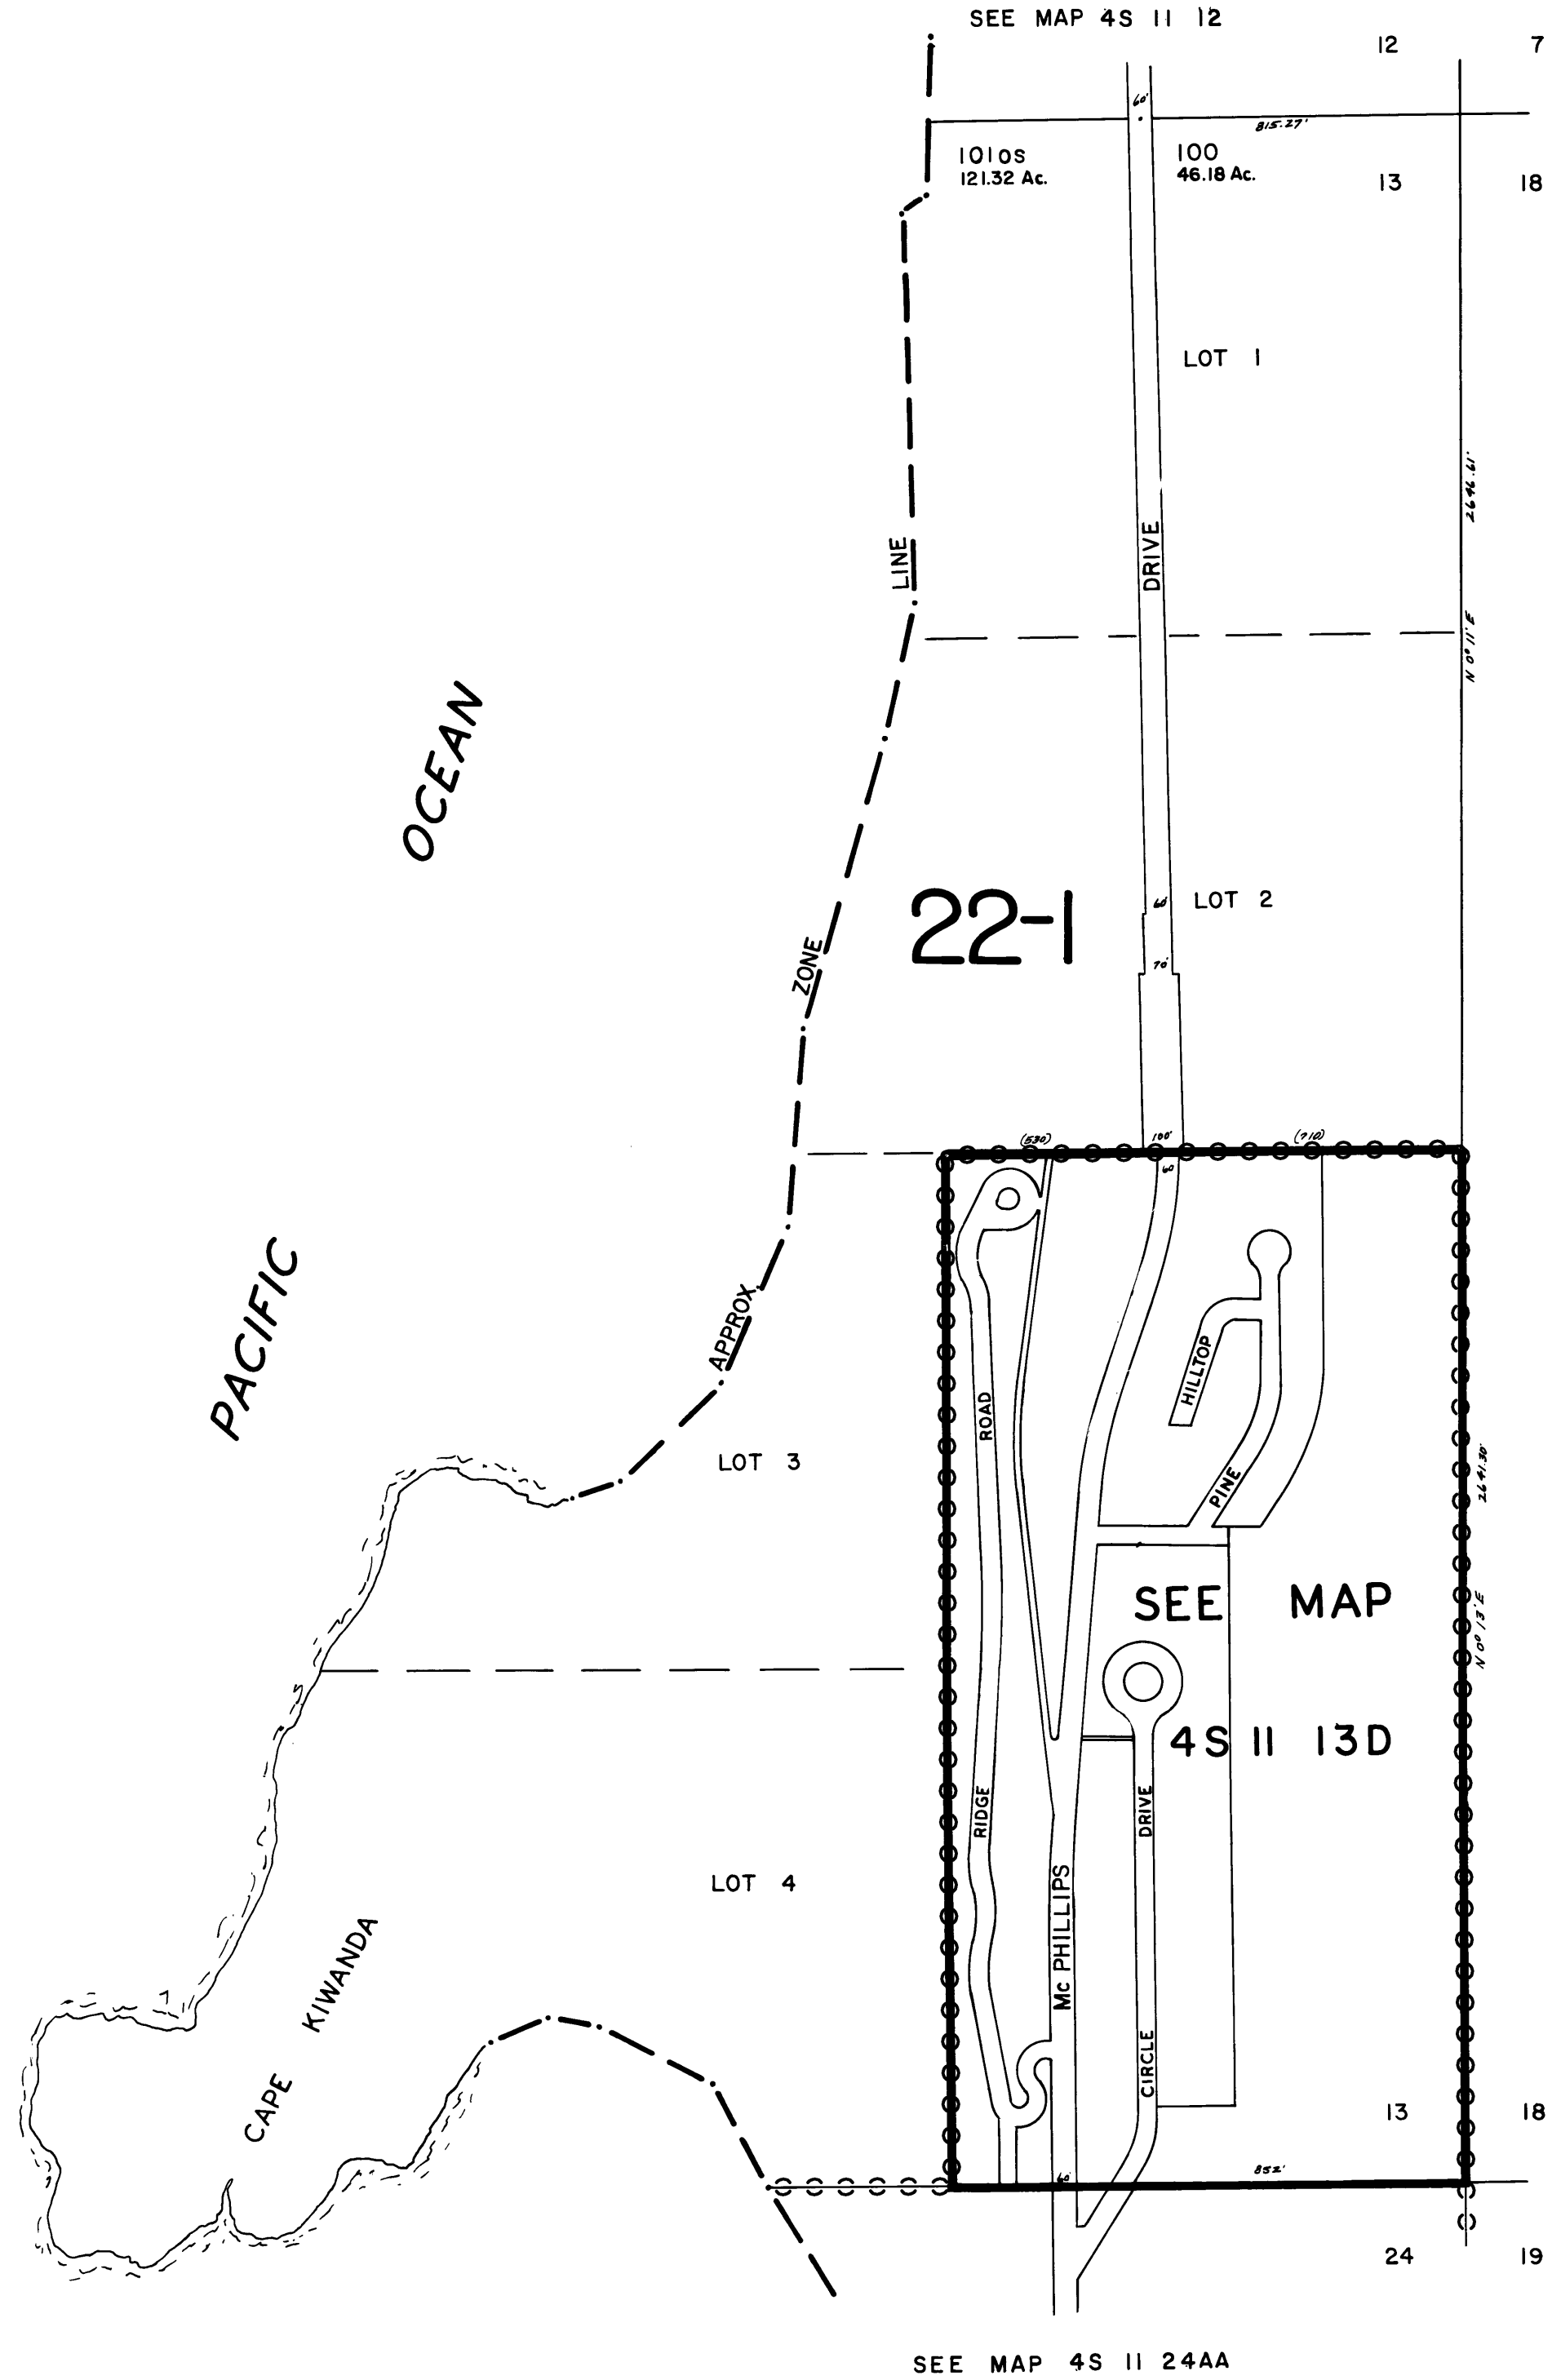 SEE MAP 4S 11 12
12
7
60'
815.27'
101os
121.32 Ac.
100
46.18 Ac.
13
18
LOT 1
2646.61'
LINE
DRIVE
N 0° 11' E
OCEAN
22-1
60'
LOT 2
ZONE
70'
(530)
100'
(710)
60
PACIFIC
APPROX.
HILLTOP
ROAD
LOT 3
PINE
2641.30'
SEE MAP
N 0° 13' E
4S 11 13D
RIDGE
DRIVE
LOT 4
Mc PHILLIPS
CAPE KIWANDA
CIRCLE
13
18
60'
852'
24
19
SEE MAP 4S 11 24AA